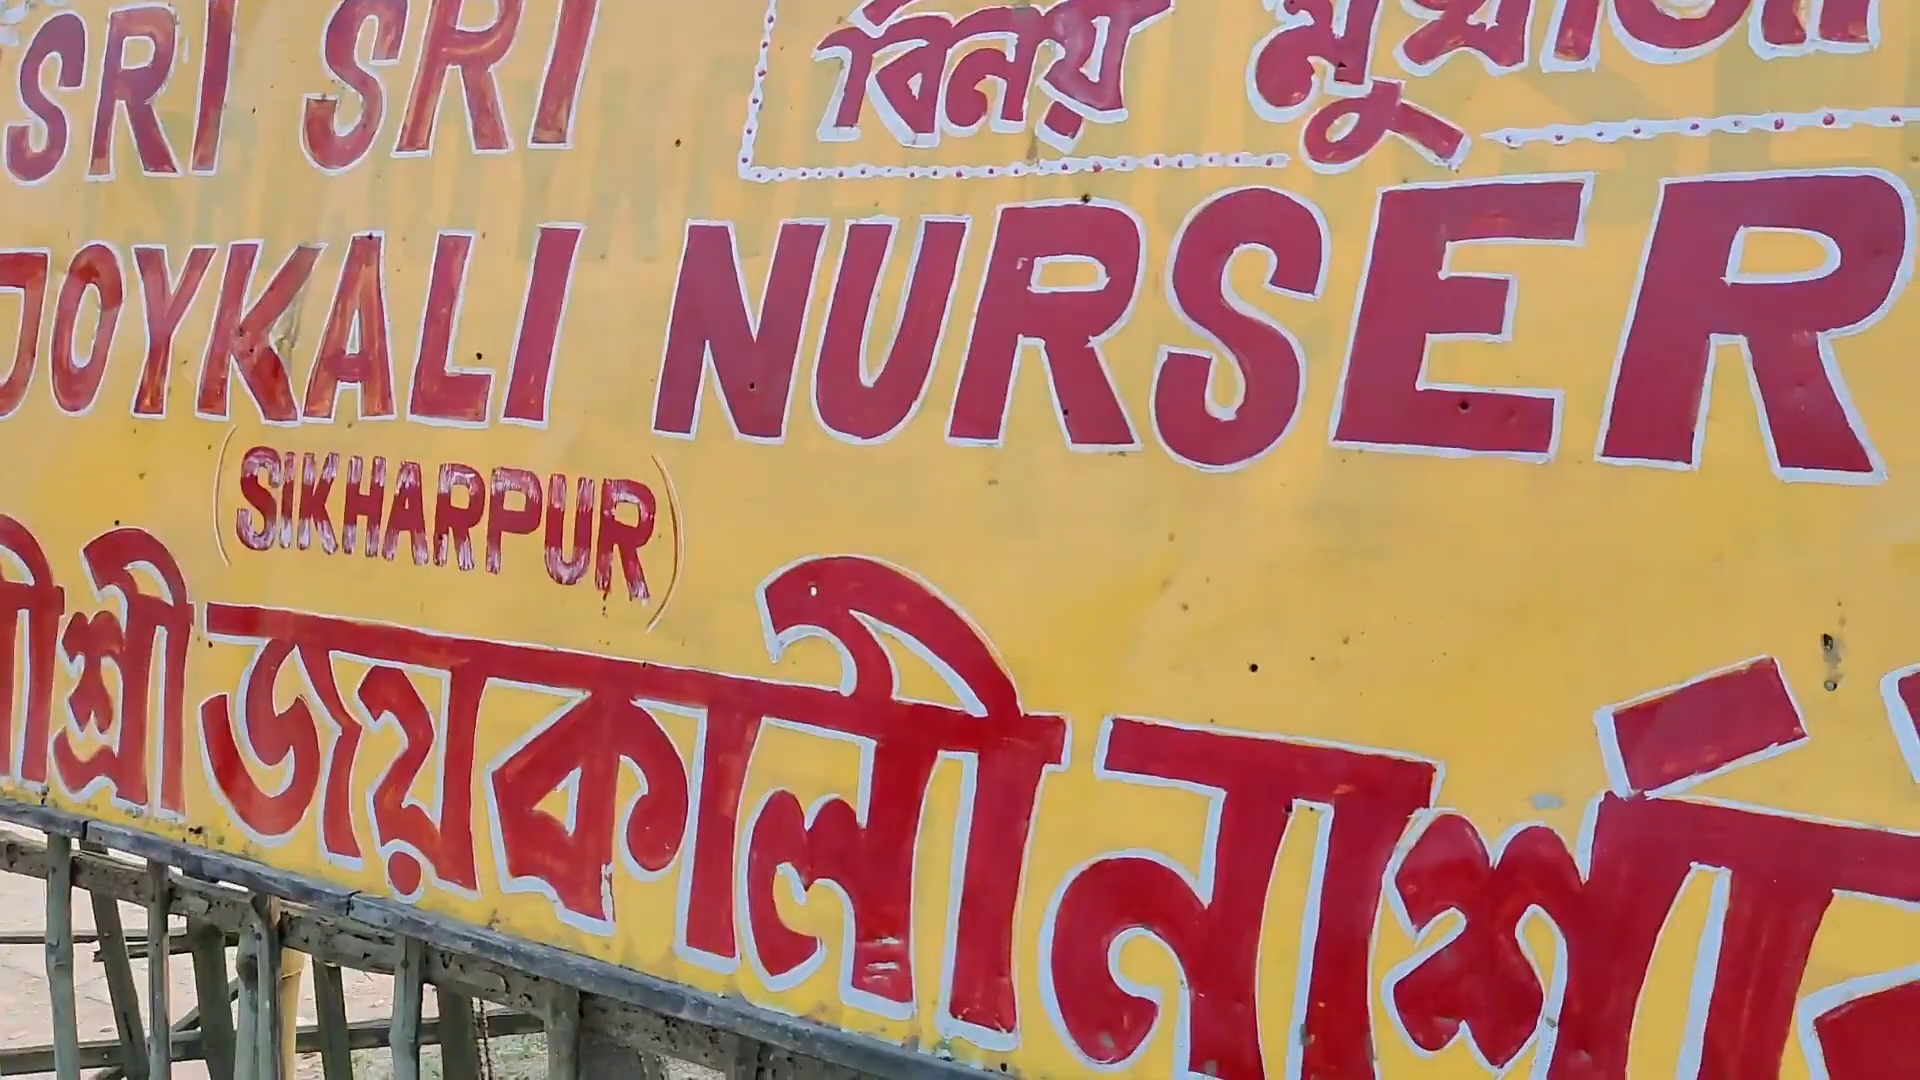 SRI SRI
বিনয় মুখার্জী
JOYKALI NURSER
(SIKHARPUR)
শ্রী জয়কালী নার্শা